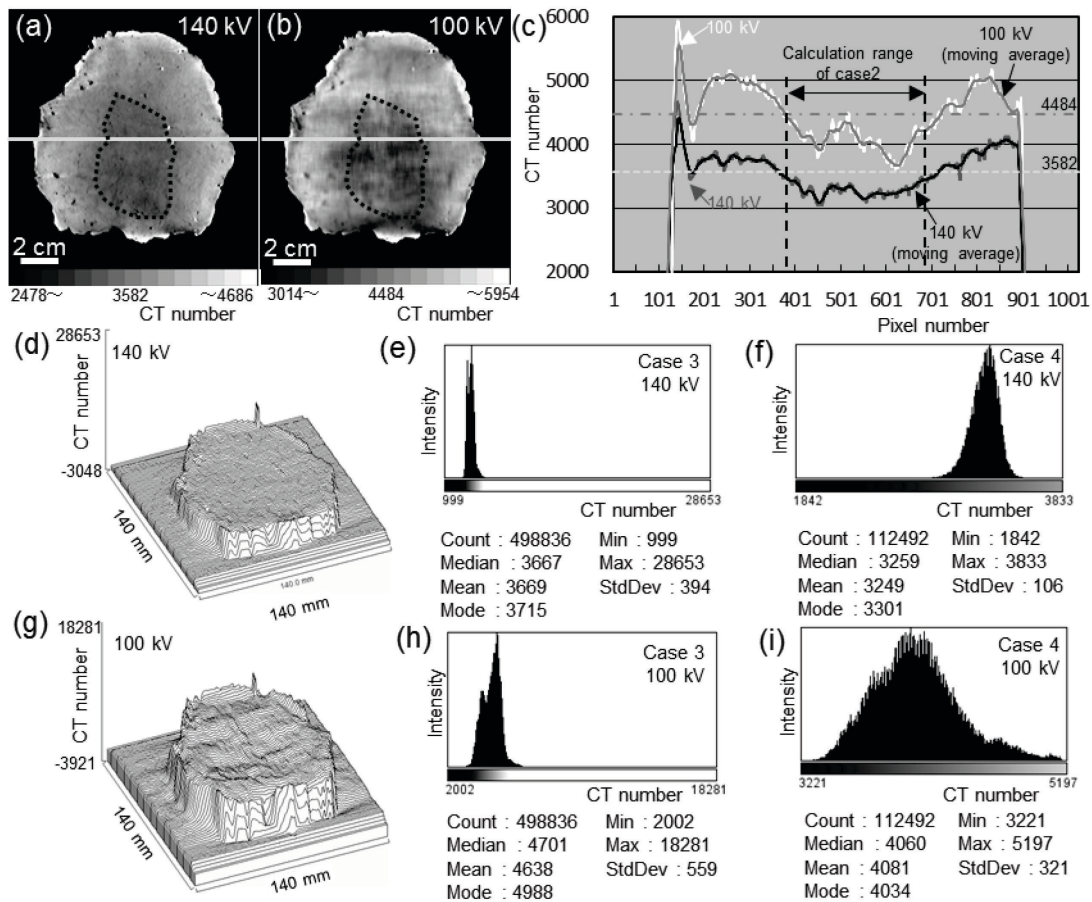 (a)
140 kV
2 cm
2478～ 3582 ～4686
CT number
(b)
100 kV
2 cm
3014～ 4484 ～5954
CT number
(c)
6000
5000
4000
3000
2000
CT number
100 kV
Calculation range
of case2
100 kV
(moving average)
4484
3582
140 kV
140 kV
(moving average)
1 101 201 301 401 501 601 701 801 901 1001
Pixel number
(d)
28653
140 kV
CT number
-3048
140 mm
140.0 mm
140 mm
(e)
Case 3
140 kV
Intensity
999 28653
CT number
Count : 498836 Min : 999
Median : 3667 Max : 28653
Mean : 3669 StdDev : 394
Mode : 3715
(f)
Case 4
140 kV
Intensity
1842 3833
CT number
Count : 112492 Min : 1842
Median : 3259 Max : 3833
Mean : 3249 StdDev : 106
Mode : 3301
(g)
18281
100 kV
CT number
-3921
140 mm
140 mm
(h)
Case 3
100 kV
Intensity
2002 18281
CT number
Count : 498836 Min : 2002
Median : 4701 Max : 18281
Mean : 4638 StdDev : 559
Mode : 4988
(i)
Case 4
100 kV
Intensity
3221 5197
CT number
Count : 112492 Min : 3221
Median : 4060 Max : 5197
Mean : 4081 StdDev : 321
Mode : 4034